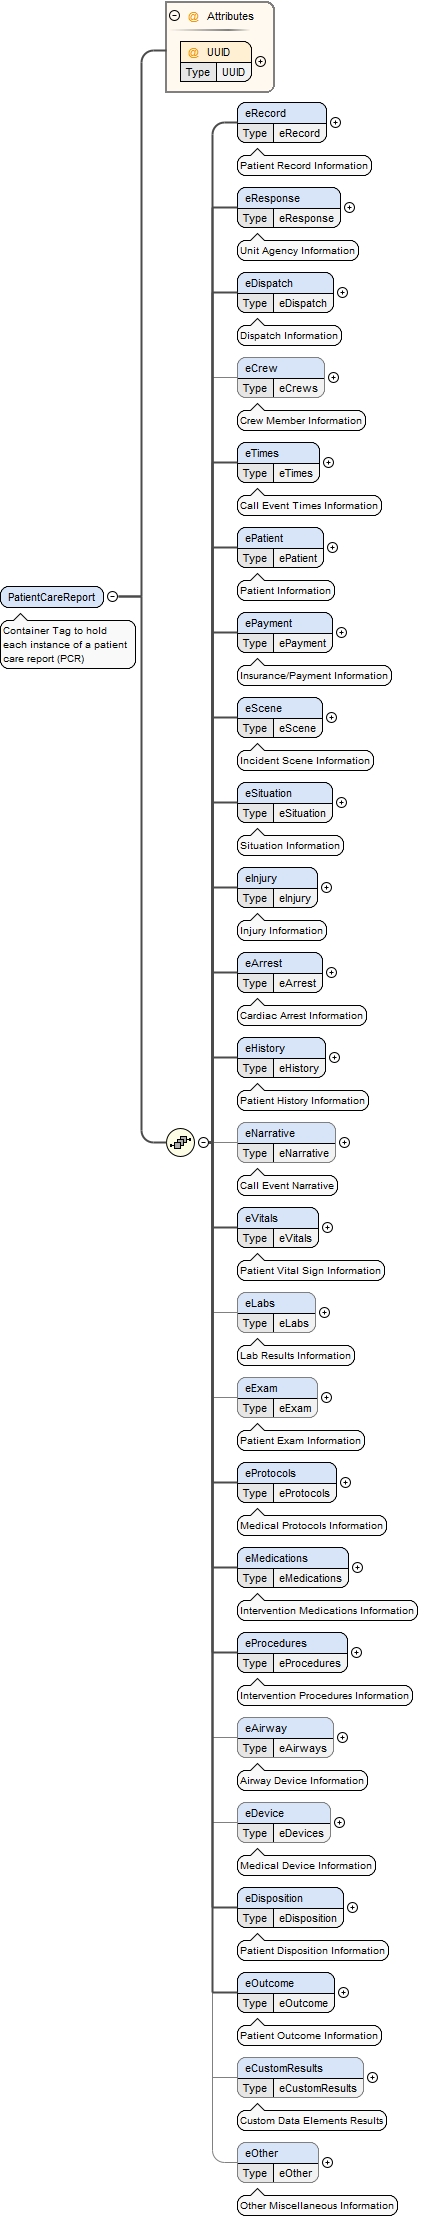 Attributes
@ UUID
Type UUID
eRecord
Type eRecord
Patient Record Information
eResponse
Type eResponse
Unit Agency Information
eDispatch
Type eDispatch
Dispatch Information
eCrew
Type eCrews
Crew Member Information
eTimes
Type eTimes
Call Event Times Information
ePatient
Type ePatient
Patient Information
PatientCareReport
Container Tag to hold
each instance of a patient
care report (PCR)
ePayment
Type ePayment
Insurance/Payment Information
eScene
Type eScene
Incident Scene Information
eSituation
Type eSituation
Situation Information
eInjury
Type eInjury
Injury Information
eArrest
Type eArrest
Cardiac Arrest Information
eHistory
Type eHistory
Patient History Information
eNarrative
Type eNarrative
Call Event Narrative
eVitals
Type eVitals
Patient Vital Sign Information
eLabs
Type eLabs
Lab Results Information
eExam
Type eExam
Patient Exam Information
eProtocols
Type eProtocols
Medical Protocols Information
eMedications
Type eMedications
Intervention Medications Information
eProcedures
Type eProcedures
Intervention Procedures Information
eAirway
Type eAirways
Airway Device Information
eDevice
Type eDevices
Medical Device Information
eDisposition
Type eDisposition
Patient Disposition Information
eOutcome
Type eOutcome
Patient Outcome Information
eCustomResults
Type eCustomResults
Custom Data Elements Results
eOther
Type eOther
Other Miscellaneous Information